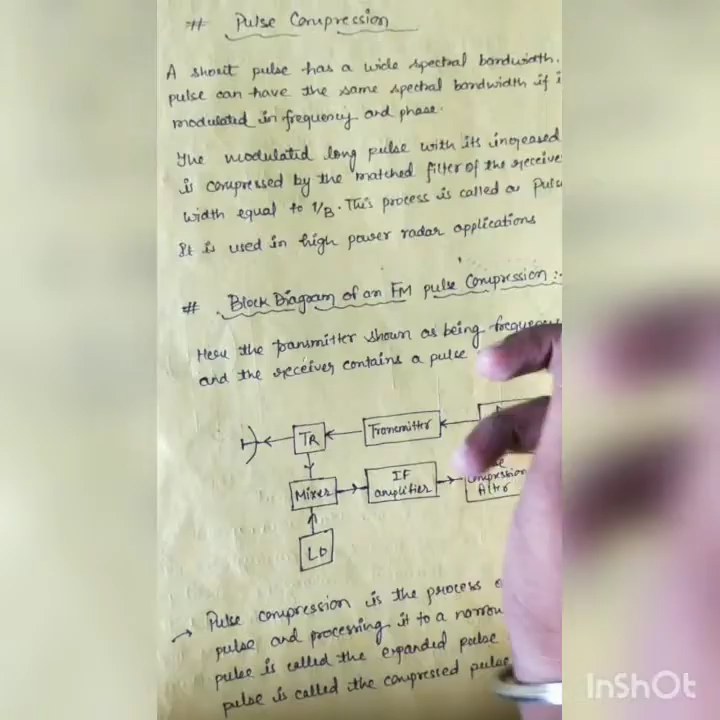 # Pulse Compression
A short pulse has a wide spectral bandwidth.
pulse can have the same spectral bandwidth if i
modulated in frequency and phase.
The modulated long pulse with its increased
is compressed by the matched filter of the receive
width equal to 1/B. This process is called a Puls
It is used in high power radar applications
# Block Diagram of an FM pulse Compression :-
Here the transmitter shown as being frequency
and the receiver contains a pulse
TR
Transmitter
Mixer
IF
amplifier
compression
filter
LO
→ Pulse compression is the process o
pulse and processing it to a narrow
pulse is called the expanded pulse
pulse is called the compressed pulse
InShOt